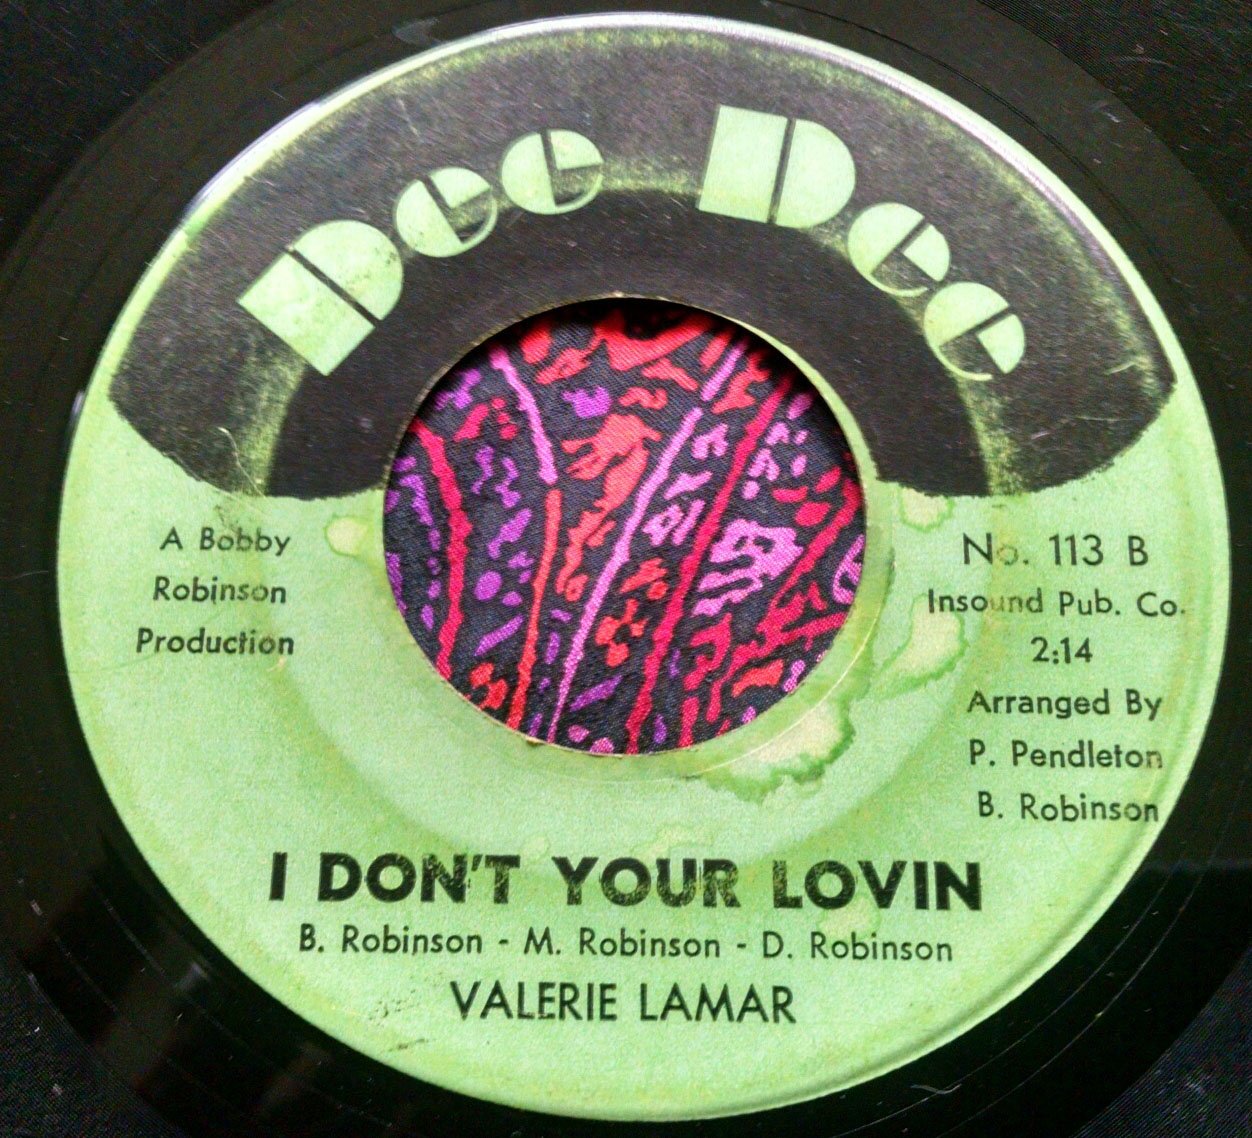 Dee Dee
A Bobby
Robinson
Production
No. 113 B
Insound Pub. Co.
2:14
Arranged By
P. Pendleton
B. Robinson
I DON'T YOUR LOVIN
B. Robinson - M. Robinson - D. Robinson
VALERIE LAMAR